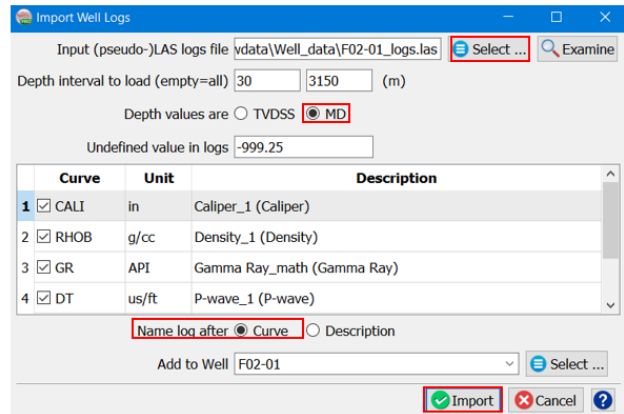 Import Well Logs
Input (pseudo-)LAS logs file vdata\Well_data\F02-01_logs.las Select ... Examine
Depth interval to load (empty=all) 30 3150 (m)
Depth values are TVDSS MD
Undefined value in logs -999.25
Curve Unit Description
1 CALI in Caliper_1 (Caliper)
2 RHOB g/cc Density_1 (Density)
3 GR API Gamma Ray_math (Gamma Ray)
4 DT us/ft P-wave_1 (P-wave)
Name log after Curve Description
Add to Well F02-01 Select ...
Import Cancel ?